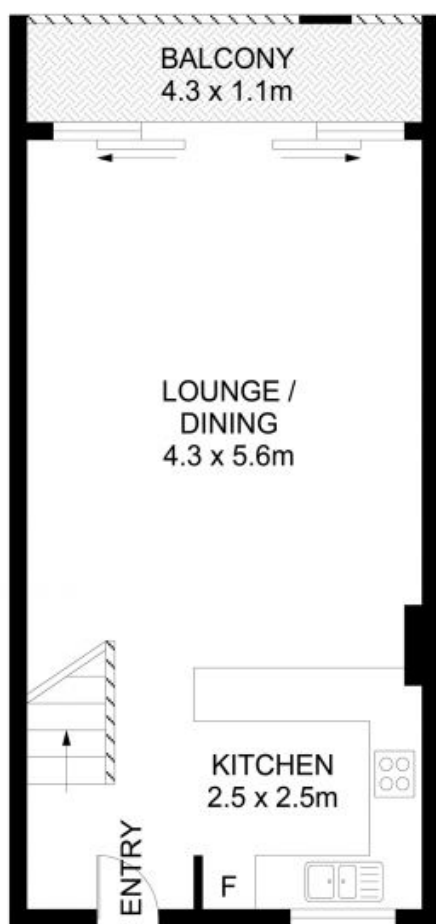 BALCONY
4.3 x 1.1m
LOUNGE /
DINING
4.3 x 5.6m
KITCHEN
2.5 x 2.5m
ENTRY
F